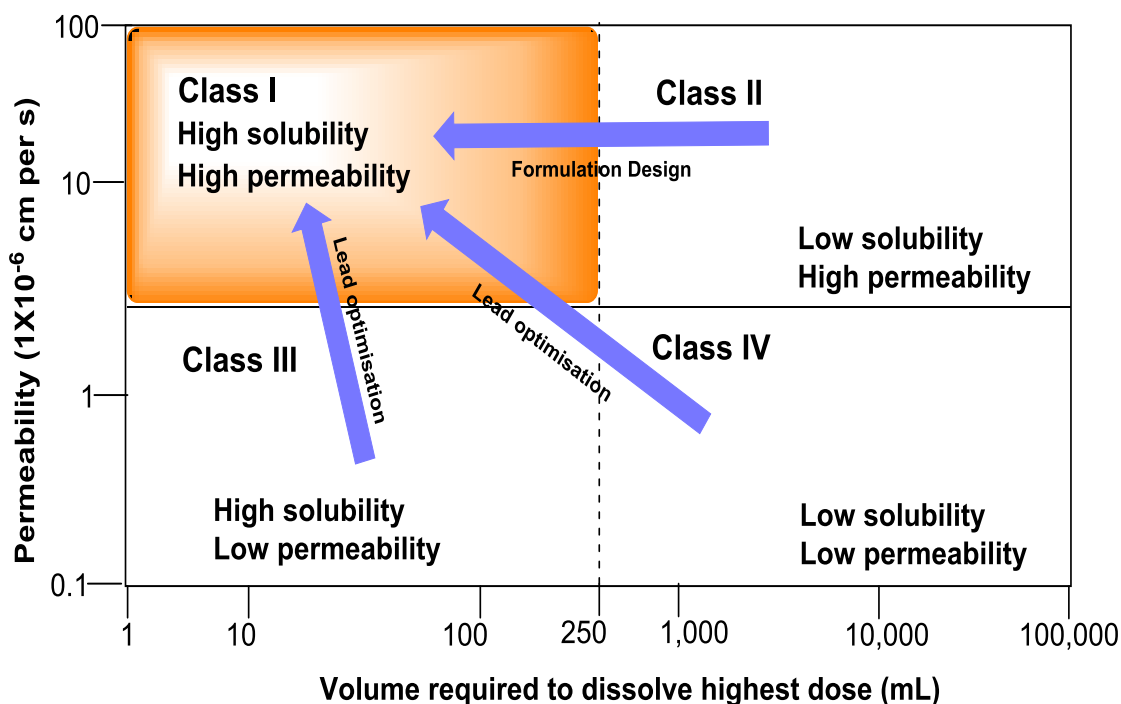 100
Class I
High solubility
High permeability
Class II
Formulation Design
10
Low solubility
High permeability
Lead optimisation
Lead optimisation
Class III
Class IV
1
High solubility
Low permeability
Low solubility
Low permeability
0.1
Permeability (1X10⁻⁶ cm per s)
1 10 100 250 1,000 10,000 100,000
Volume required to dissolve highest dose (mL)